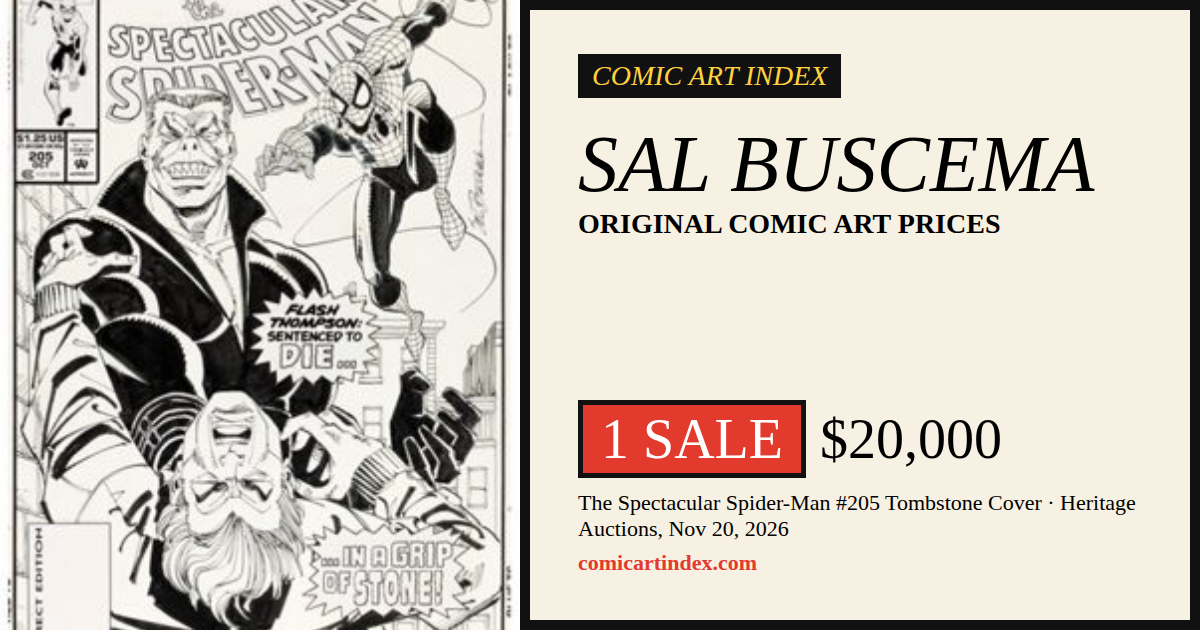 the
SPECTACULAR
SPIDER-MAN
$1.25 US
205
OCT
FLASH
THOMPSON:
SENTENCED TO
DIE...
...IN A GRIP
OF STONE!
ECT EDITION
COMIC ART INDEX
SAL BUSCEMA
ORIGINAL COMIC ART PRICES
1 SALE $20,000
The Spectacular Spider-Man #205 Tombstone Cover · Heritage
Auctions, Nov 20, 2026
comicartindex.com